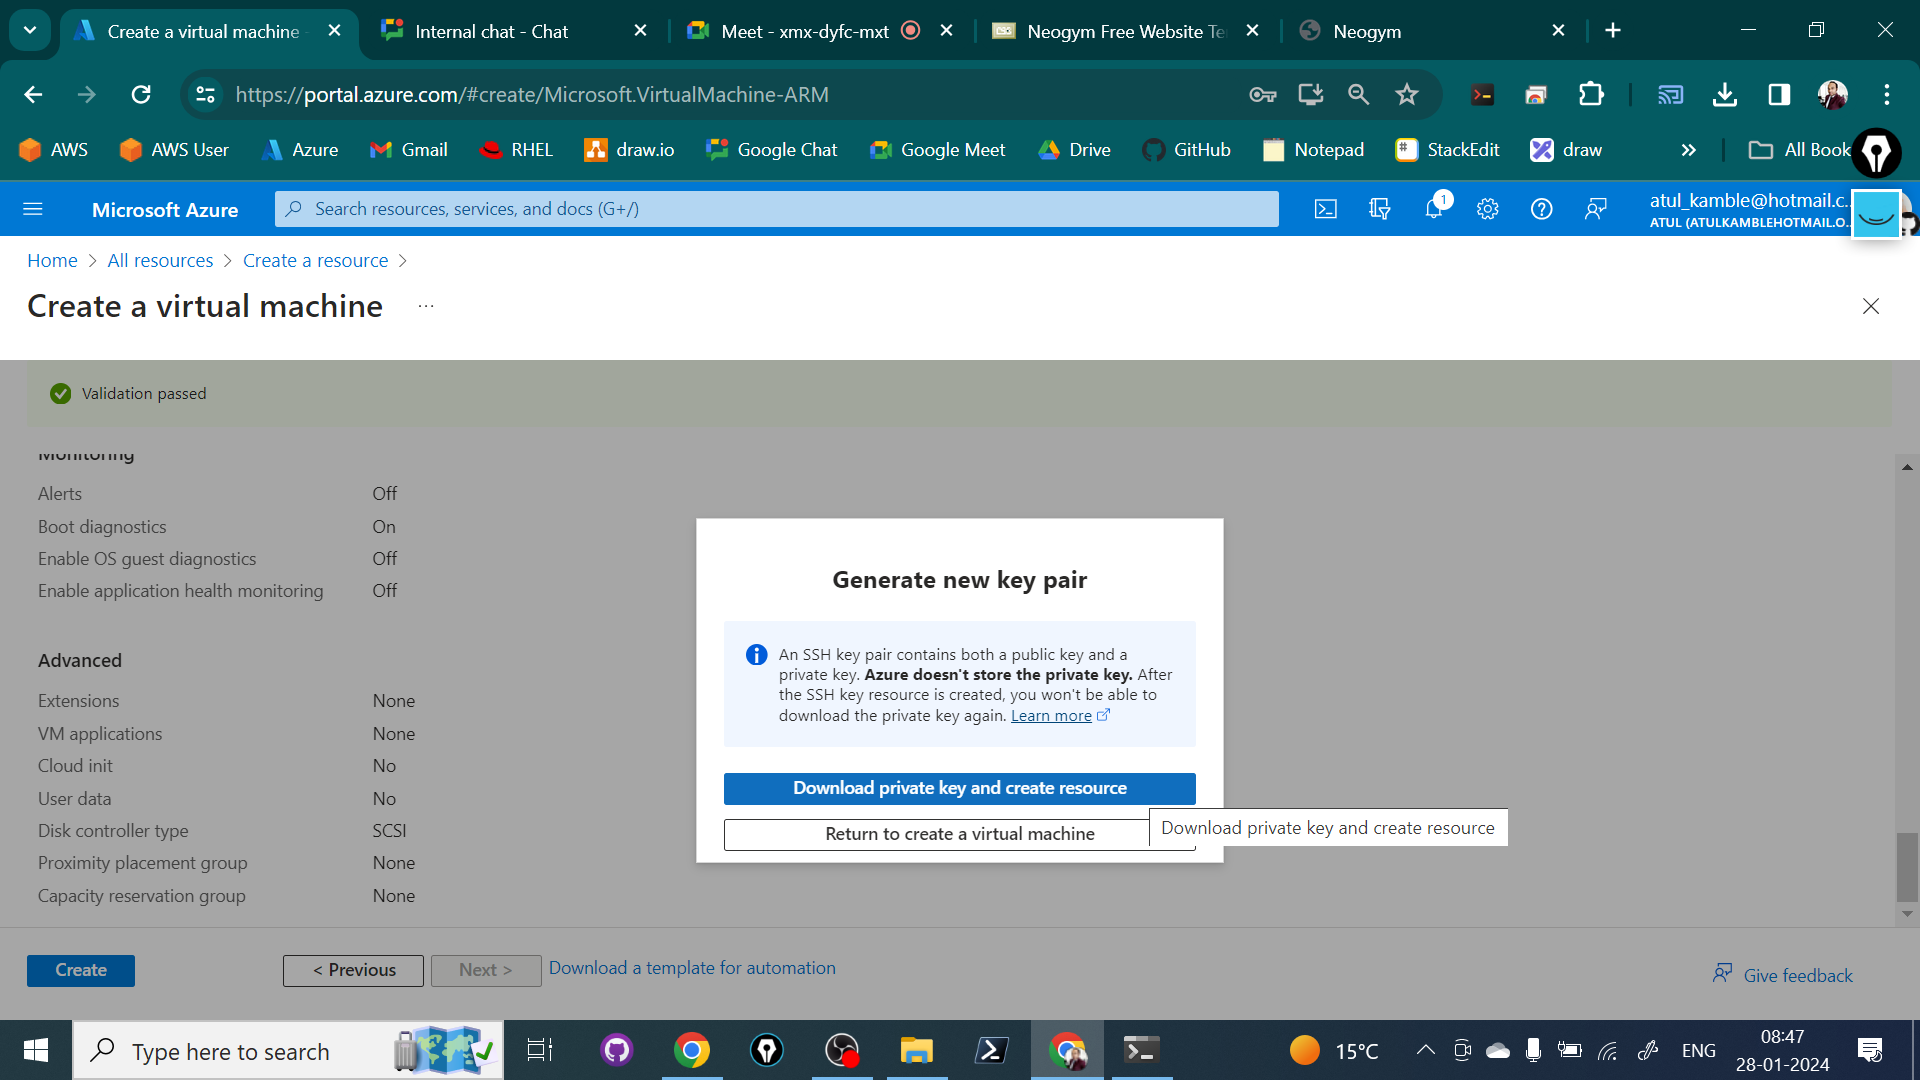 Create a virtual machine -
Internal chat - Chat
Meet - xmx-dyfc-mxt
Neogym Free Website Te
Neogym
https://portal.azure.com/#create/Microsoft.VirtualMachine-ARM
AWS
AWS User
Azure
Gmail
RHEL
draw.io
Google Chat
Google Meet
Drive
GitHub
Notepad
StackEdit
draw
All Book
Microsoft Azure
Search resources, services, and docs (G+/)
1
atul_kamble@hotmail.c...
ATUL (ATULKAMBLEHOTMAIL.O...
Home > All resources > Create a resource >
Create a virtual machine ...
Validation passed
Monitoring
Alerts Off
Boot diagnostics On
Enable OS guest diagnostics Off
Enable application health monitoring Off
Advanced
Extensions None
VM applications None
Cloud init No
User data No
Disk controller type SCSI
Proximity placement group None
Capacity reservation group None
Generate new key pair
An SSH key pair contains both a public key and a
private key. Azure doesn't store the private key. After
the SSH key resource is created, you won't be able to
download the private key again. Learn more
Download private key and create resource
Return to create a virtual machine
Download private key and create resource
Create
< Previous
Next >
Download a template for automation
Give feedback
Type here to search
15°C
ENG
08:47
28-01-2024